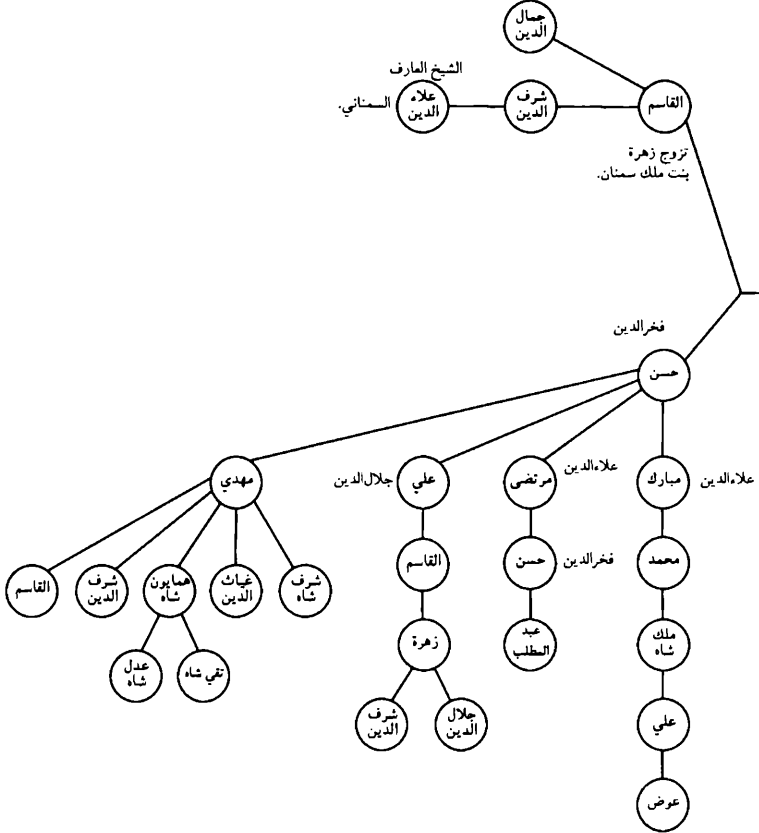 جمال
الدين
الشيخ العارف
القاسم
شرف
الدين
علاء
الدين
السمناني.
تزوج زهرة
بنت ملك سمنان.
فخرالدين
حسن
علاءالدين
مبارك
علاءالدين
مرتضى
علي
جلال الدين
مهدي
محمد
فخرالدين
حسن
القاسم
شرف
شاه
غياث
الدين
همايون
شاه
شرف
الدين
القاسم
ملك
شاه
عبد
المطلب
زهرة
تقي شاه
عدل
شاه
علي
جلال
الدين
شرف
الدين
عوض